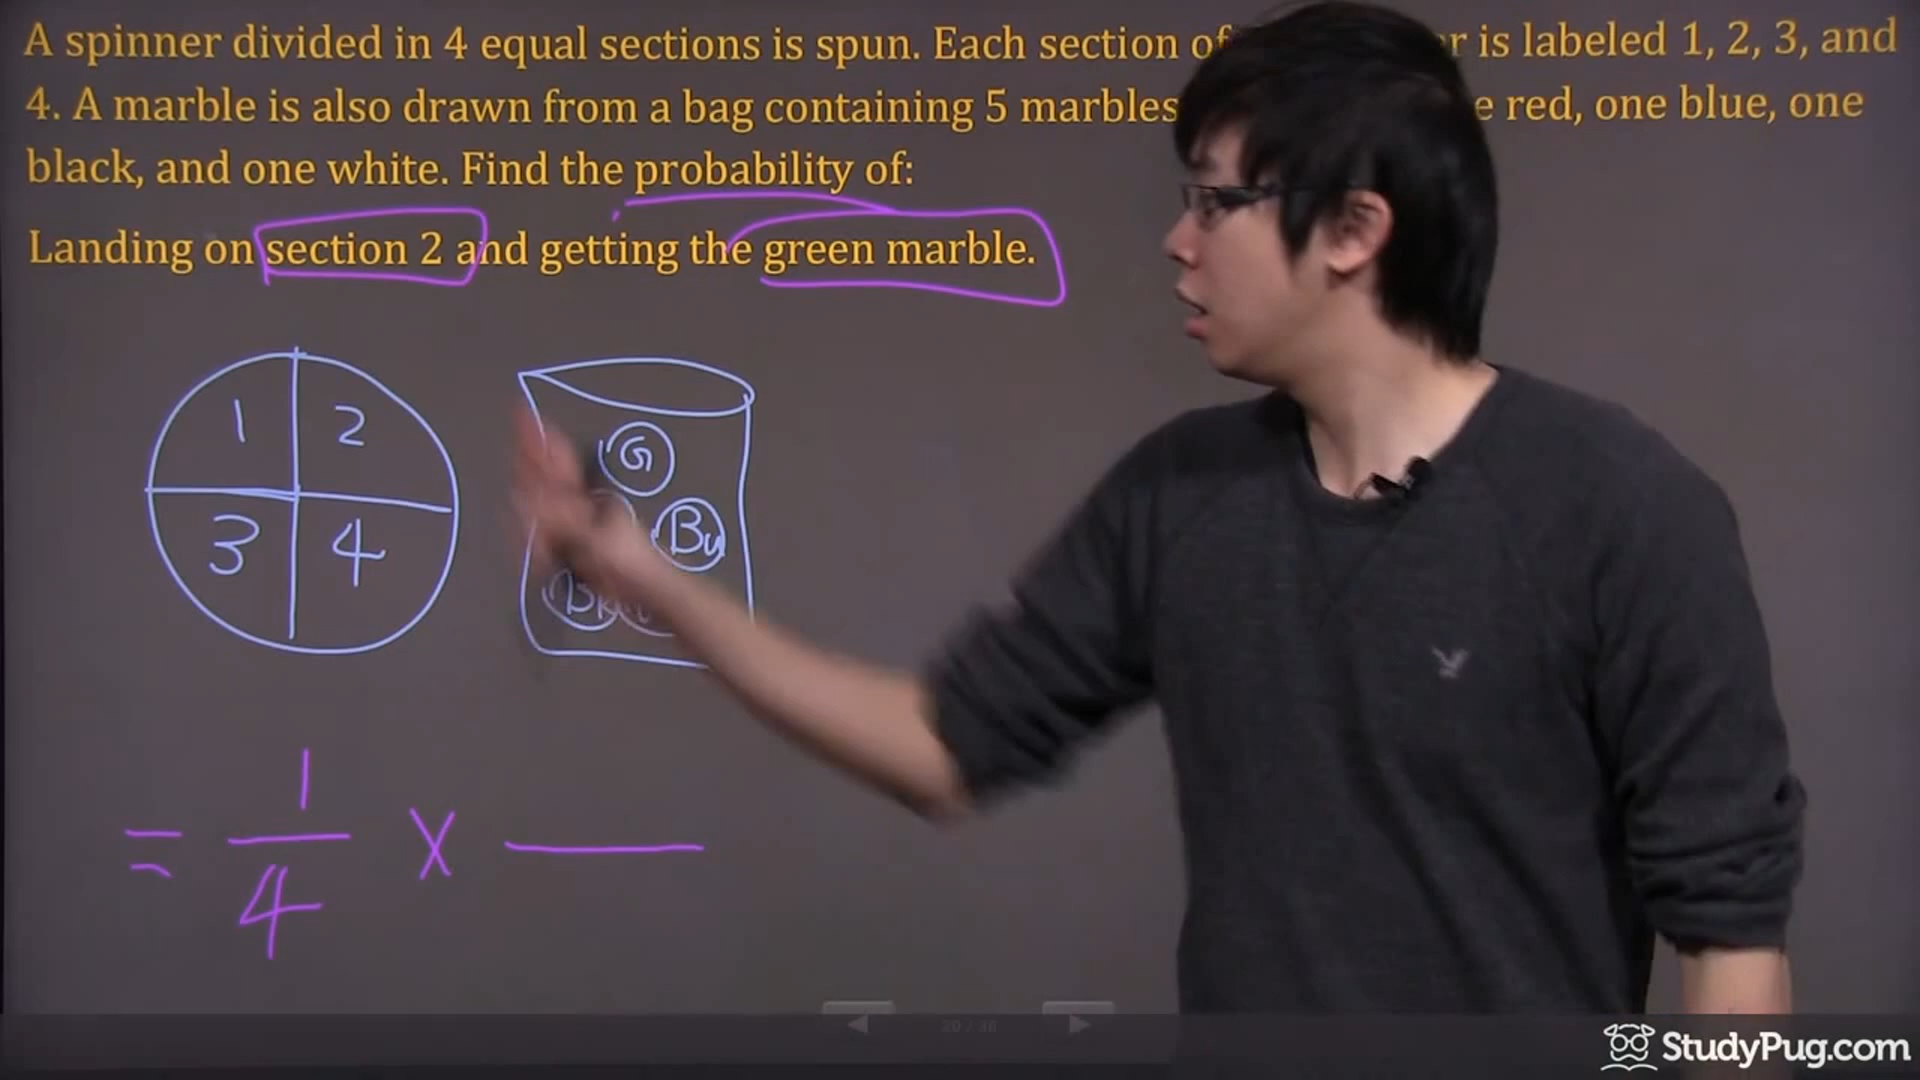 A spinner divided in 4 equal sections is spun. Each section of r is labeled 1, 2, 3, and
4. A marble is also drawn from a bag containing 5 marbles e red, one blue, one
black, and one white. Find the probability of:
Landing on section 2 and getting the green marble.
1 2
3 4
G
Bu
Bk
= 1/4 ×
20 / 36
StudyPug.com